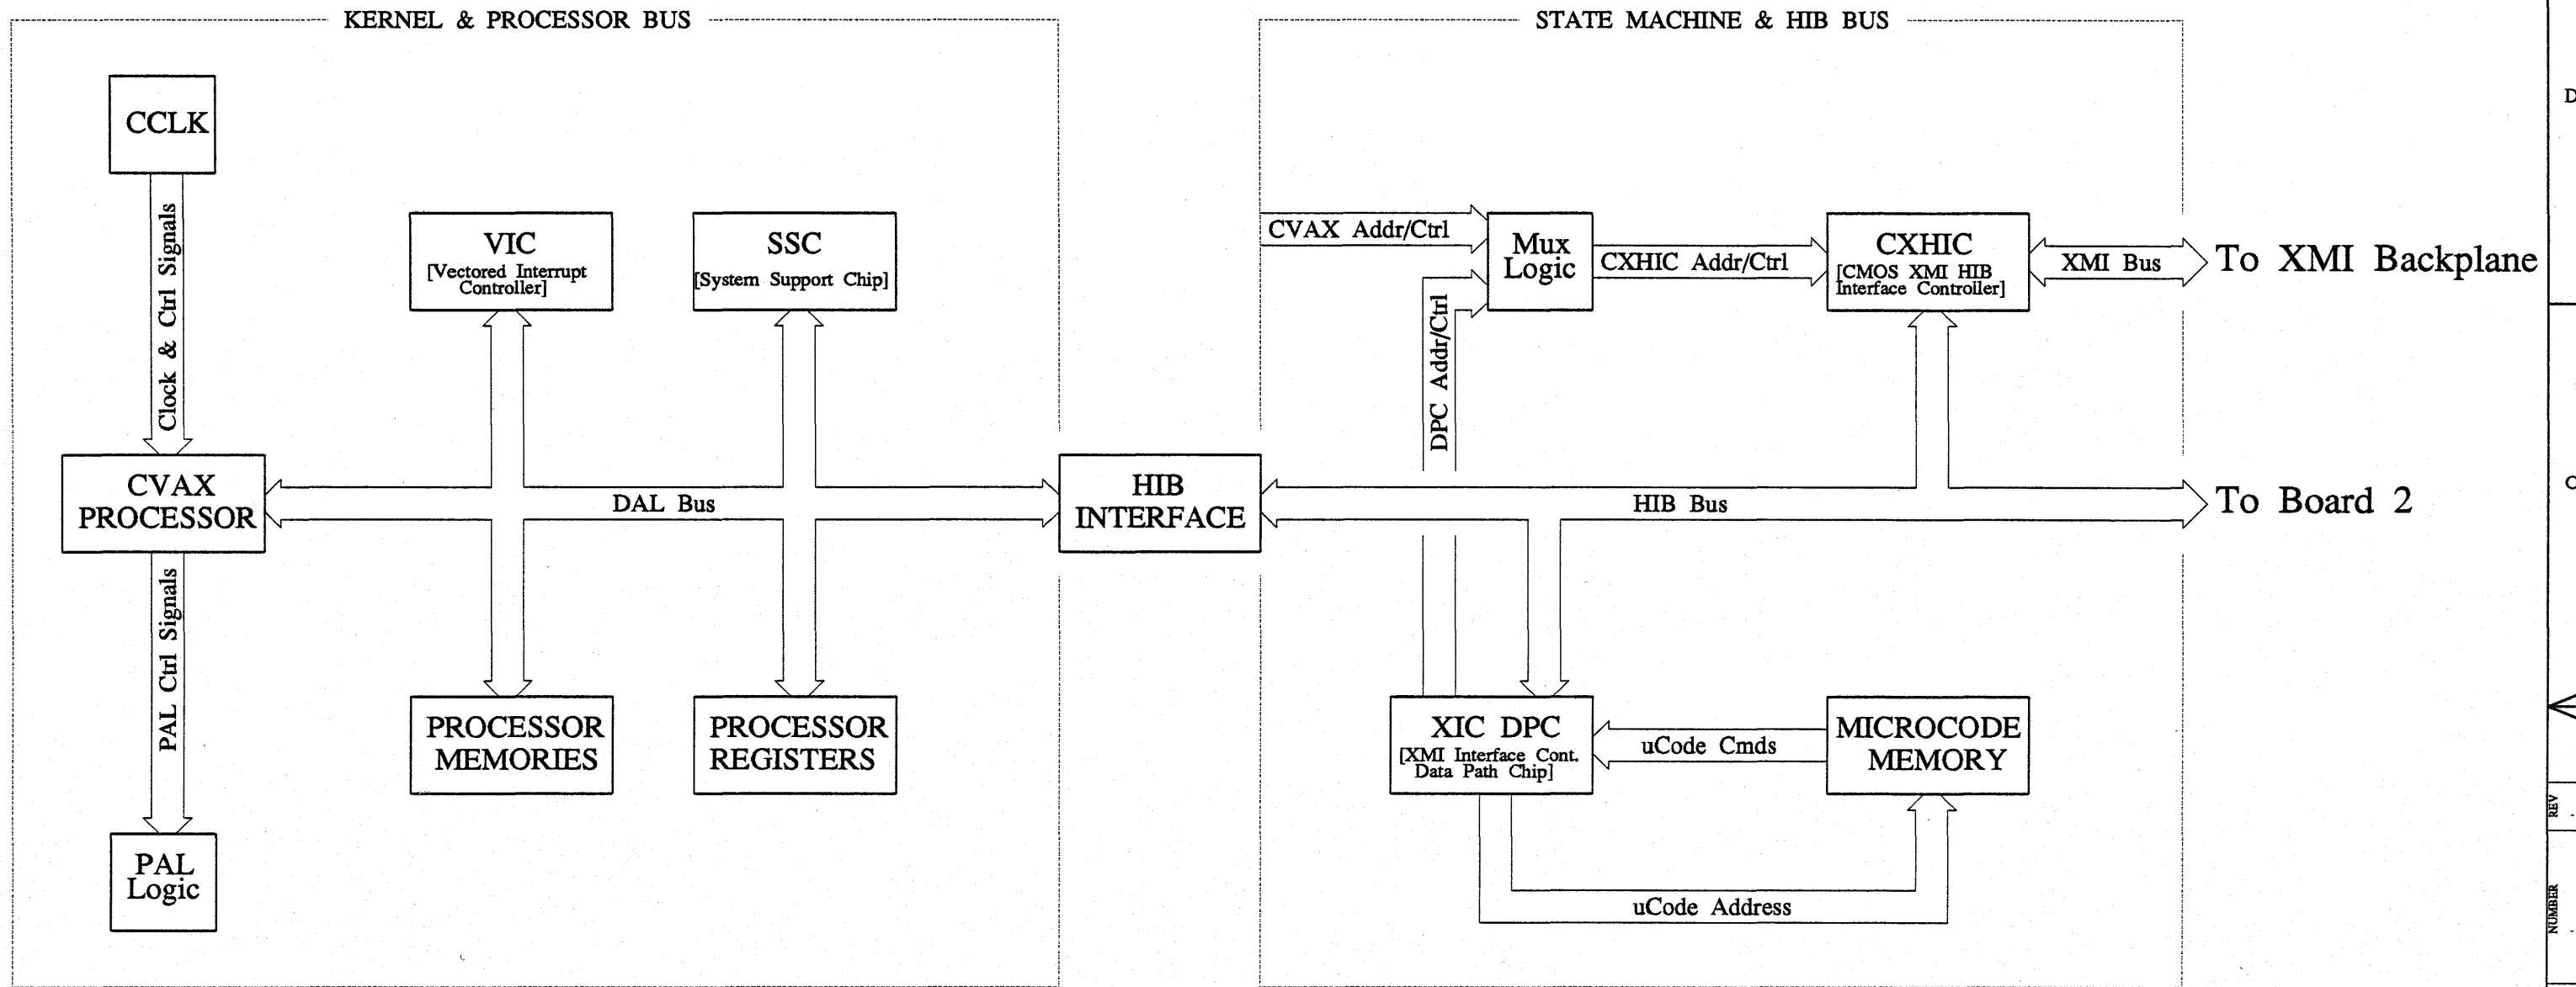 KERNEL & PROCESSOR BUS
STATE MACHINE & HIB BUS
CCLK
Clock & Ctrl Signals
VIC
[Vectored Interrupt
Controller]
SSC
[System Support Chip]
CVAX
PROCESSOR
DAL Bus
HIB
INTERFACE
PAL Ctrl Signals
PROCESSOR
MEMORIES
PROCESSOR
REGISTERS
PAL
Logic
CVAX Addr/Ctrl
Mux
Logic
CXHIC Addr/Ctrl
CXHIC
[CMOS XMI HIB
Interface Controller]
XMI Bus
To XMI Backplane
DPC Addr/Ctrl
HIB Bus
To Board 2
XIC DPC
[XMI Interface Cont.
Data Path Chip]
uCode Cmds
MICROCODE
MEMORY
uCode Address
D
C
REV
NUMBER